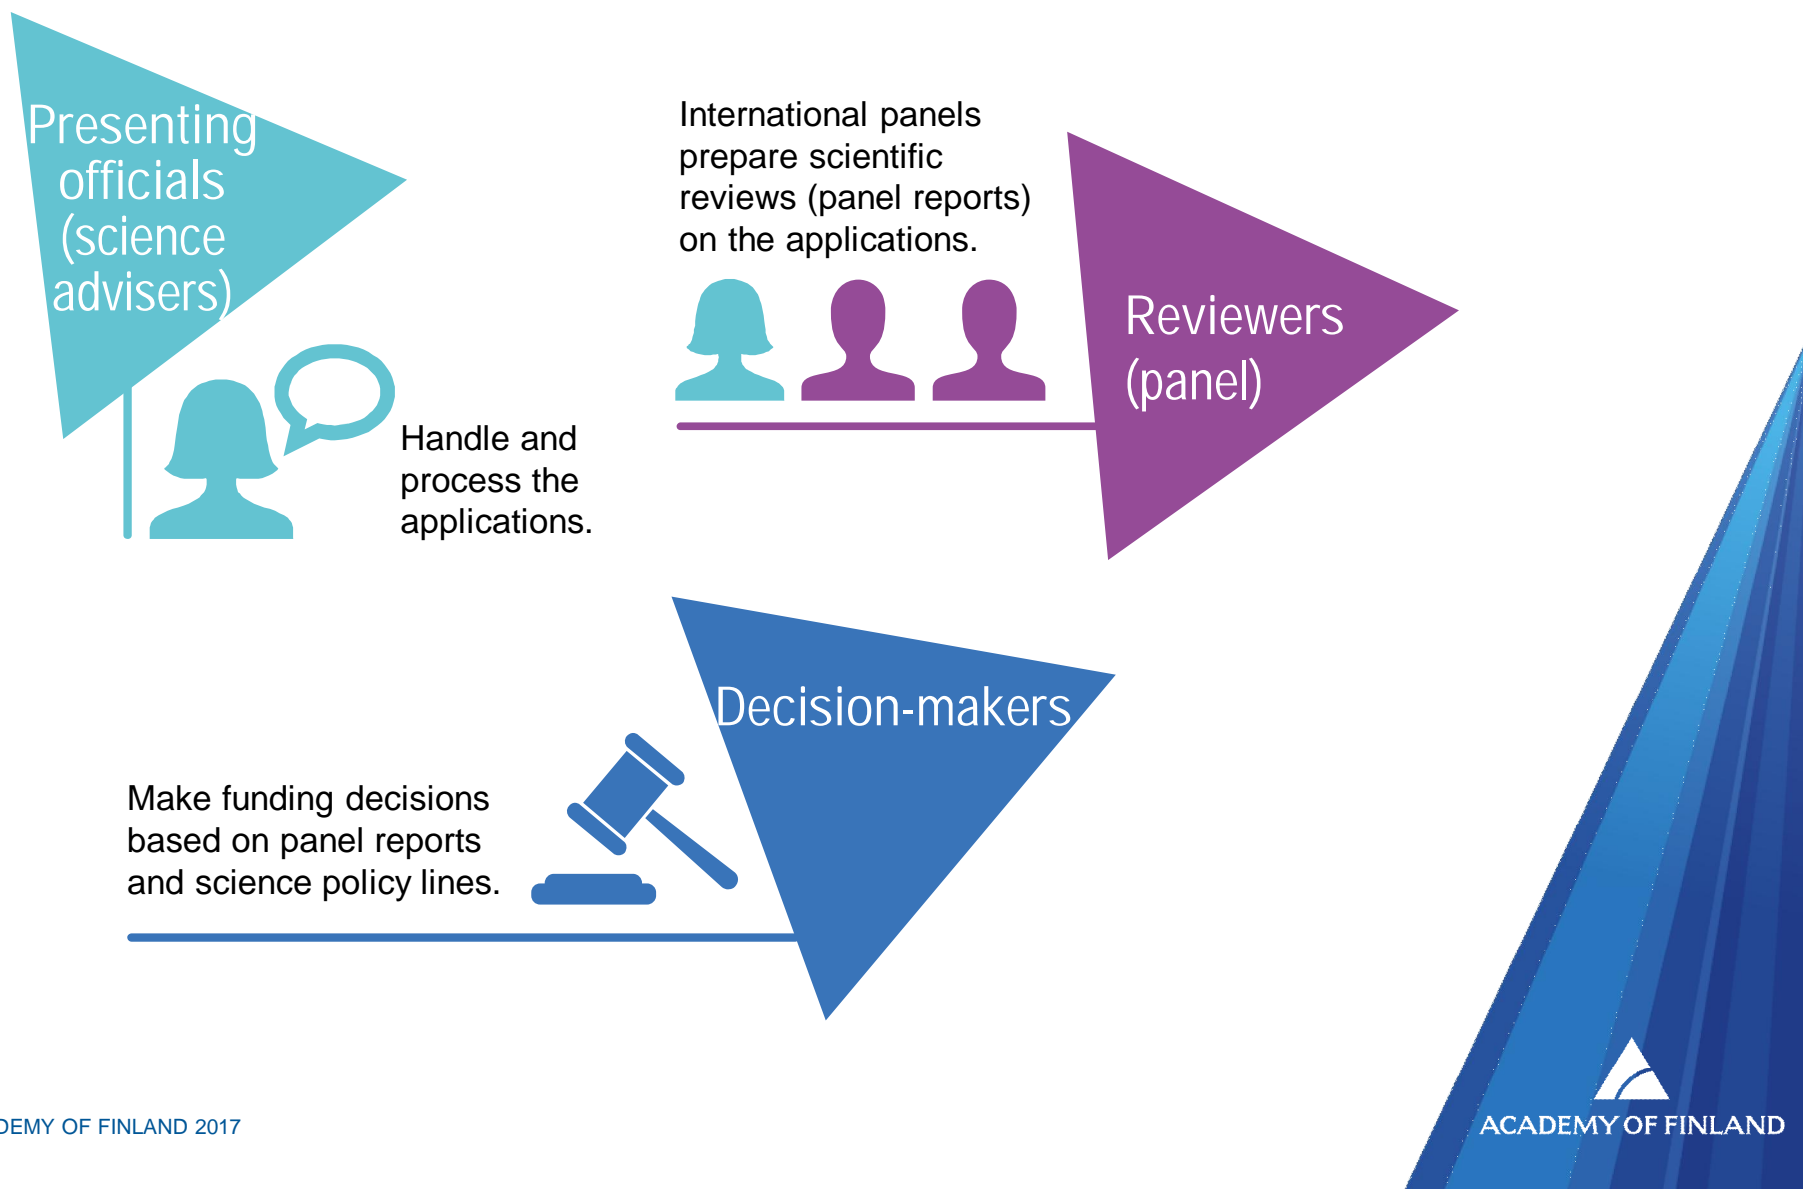 Presenting
officials
(science
advisers)
Handle and
process the
applications.
International panels
prepare scientific
reviews (panel reports)
on the applications.
Reviewers
(panel)
Decision-makers
Make funding decisions
based on panel reports
and science policy lines.
DEMY OF FINLAND 2017
ACADEMY OF FINLAND